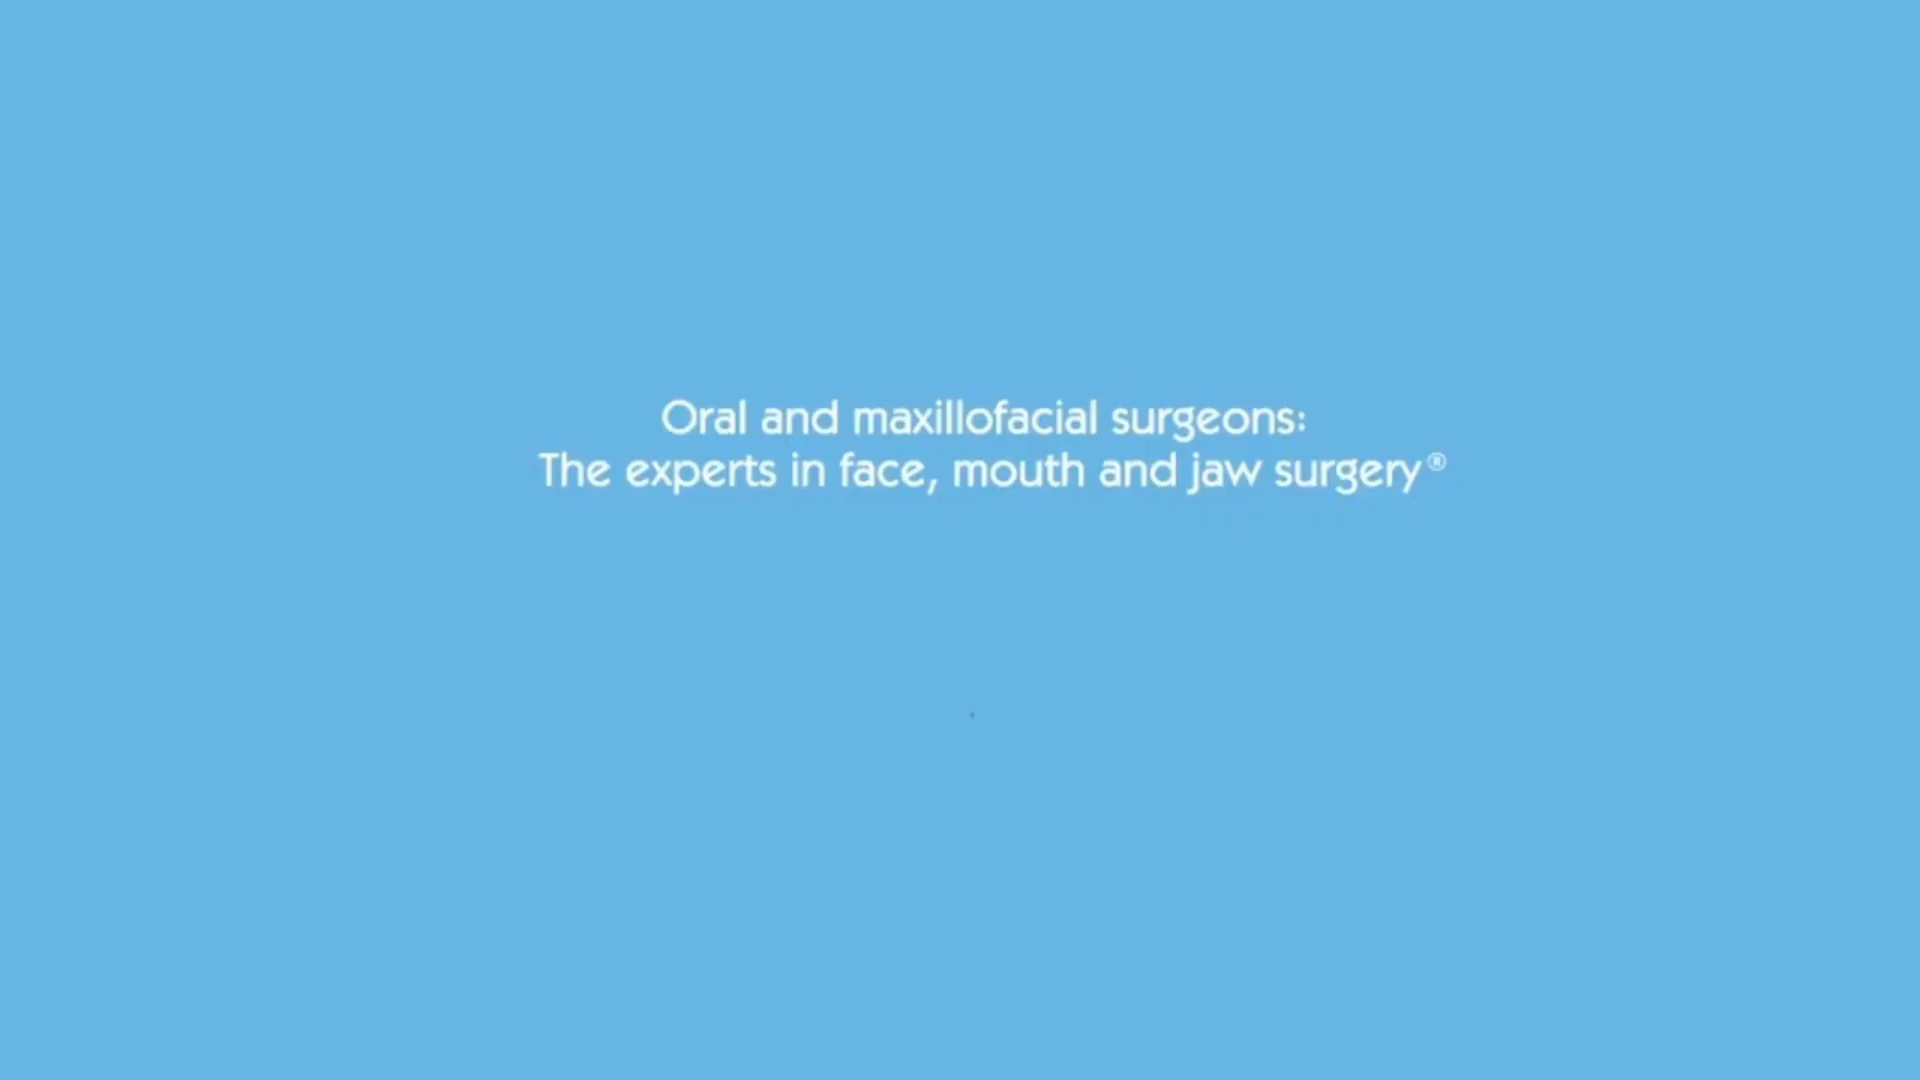 Oral and maxillofacial surgeons:
The experts in face, mouth and jaw surgery®